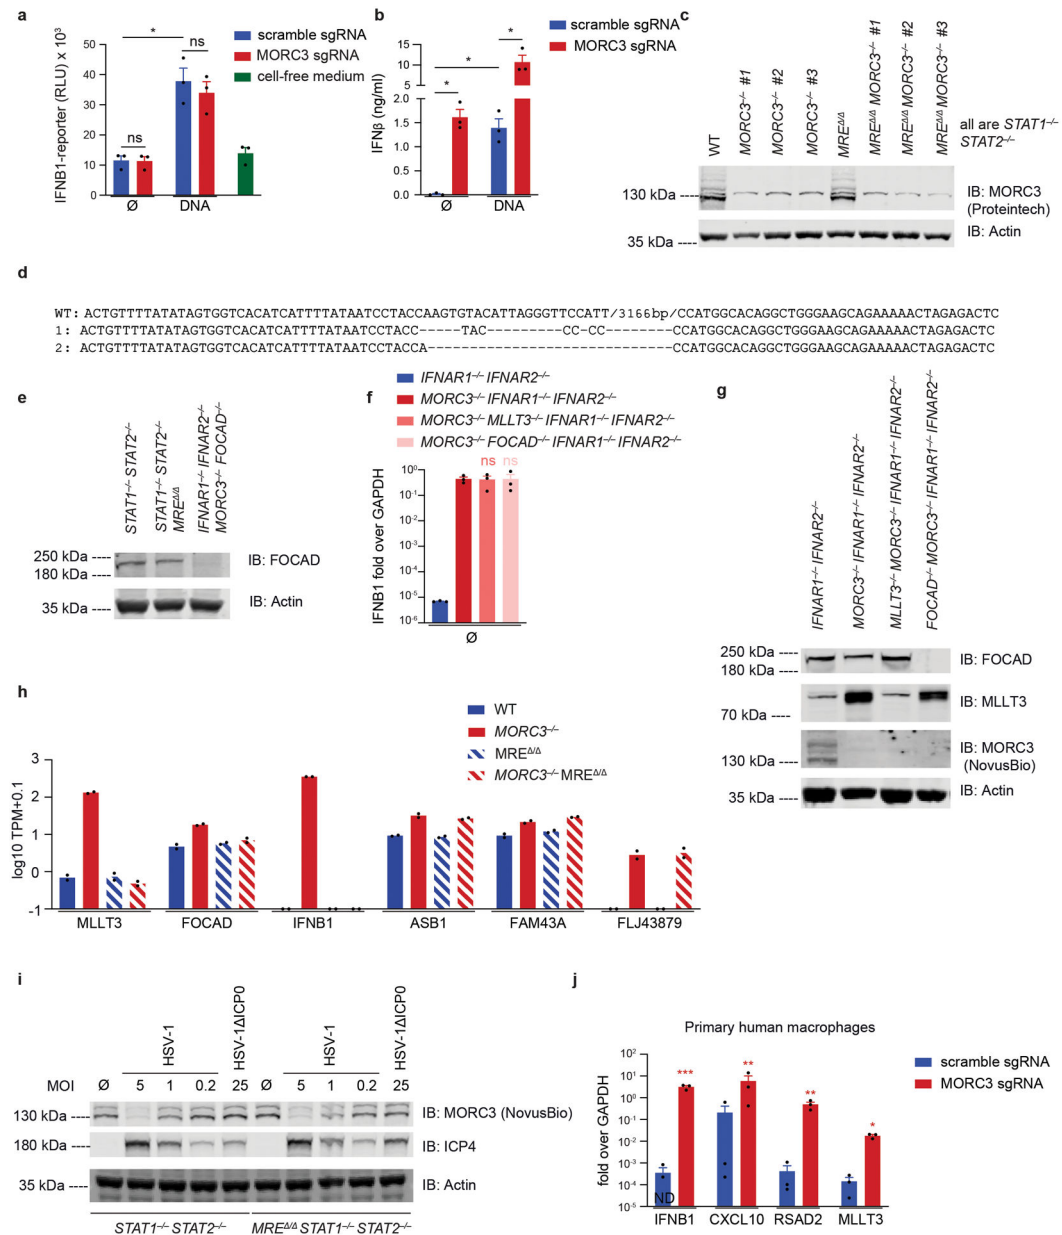 a
IFNB1-reporter (RLU) x 10³
50
40
30
20
10
0
*
ns
ns
Ø
DNA
scramble sgRNA
MORC3 sgRNA
cell-free medium
b
IFNβ (ng/ml)
15
10
5
2.0
1.5
1.0
0.5
0.0
*
*
*
Ø
DNA
scramble sgRNA
MORC3 sgRNA
c
WT
MORC3⁻/⁻ #1
MORC3⁻/⁻ #2
MORC3⁻/⁻ #3
MREΔ/Δ
MREΔ/Δ MORC3⁻/⁻ #1
MREΔ/Δ MORC3⁻/⁻ #2
MREΔ/Δ MORC3⁻/⁻ #3
all are STAT1⁻/⁻
STAT2⁻/⁻
130 kDa ----
IB: MORC3
(Proteintech)
35 kDa ----
IB: Actin
d
WT: ACTGTTTTATATAGTGGTCACATCATTTTATAATCCTACCAAGTGTACATTAGGGTTCCATT/3166bp/CCATGGCACAGGCTGGGAAGCAGAAAAACTAGAGACTC
1: ACTGTTTTATATAGTGGTCACATCATTTTATAATCCTACC-----TAC----------CC-CC--------CCATGGCACAGGCTGGGAAGCAGAAAAACTAGAGACTC
2: ACTGTTTTATATAGTGGTCACATCATTTTATAATCCTACCA-----------------------------CCATGGCACAGGCTGGGAAGCAGAAAAACTAGAGACTC
e
STAT1⁻/⁻ STAT2⁻/⁻
STAT1⁻/⁻ STAT2⁻/⁻
MREΔ/Δ
IFNAR1⁻/⁻ IFNAR2⁻/⁻
MORC3⁻/⁻ FOCAD⁻/⁻
250 kDa ----
180 kDa ----
IB: FOCAD
35 kDa ----
IB: Actin
f
IFNAR1⁻/⁻ IFNAR2⁻/⁻
MORC3⁻/⁻ IFNAR1⁻/⁻ IFNAR2⁻/⁻
MORC3⁻/⁻ MLLT3⁻/⁻ IFNAR1⁻/⁻ IFNAR2⁻/⁻
MORC3⁻/⁻ FOCAD⁻/⁻ IFNAR1⁻/⁻ IFNAR2⁻/⁻
IFNB1 fold over GAPDH
ns
ns
10⁰
10⁻¹
10⁻²
10⁻³
10⁻⁴
10⁻⁵
10⁻⁶
Ø
g
IFNAR1⁻/⁻ IFNAR2⁻/⁻
MORC3⁻/⁻ IFNAR1⁻/⁻ IFNAR2⁻/⁻
MLLT3⁻/⁻ MORC3⁻/⁻ IFNAR1⁻/⁻ IFNAR2⁻/⁻
FOCAD⁻/⁻ MORC3⁻/⁻ IFNAR1⁻/⁻ IFNAR2⁻/⁻
250 kDa ----
180 kDa ----
IB: FOCAD
70 kDa ----
IB: MLLT3
130 kDa ----
IB: MORC3
(NovusBio)
35 kDa ----
IB: Actin
h
WT
MORC3⁻/⁻
MREΔ/Δ
MORC3⁻/⁻ MREΔ/Δ
log10 TPM+0.1
3
2
1
0
-1
MLLT3
FOCAD
IFNB1
ASB1
FAM43A
FLJ43879
i
HSV-1
HSV-1ΔICP0
HSV-1
HSV-1ΔICP0
MOI Ø 5 1 0.2 25 Ø 5 1 0.2 25
130 kDa ----
IB: MORC3 (NovusBio)
180 kDa ----
IB: ICP4
35 kDa ----
IB: Actin
STAT1⁻/⁻ STAT2⁻/⁻
MREΔ/Δ STAT1⁻/⁻ STAT2⁻/⁻
j
Primary human macrophages
scramble sgRNA
MORC3 sgRNA
fold over GAPDH
10²
10¹
10⁰
10⁻¹
10⁻²
10⁻³
10⁻⁴
10⁻⁵
***
**
**
*
ND
IFNB1
CXCL10
RSAD2
MLLT3